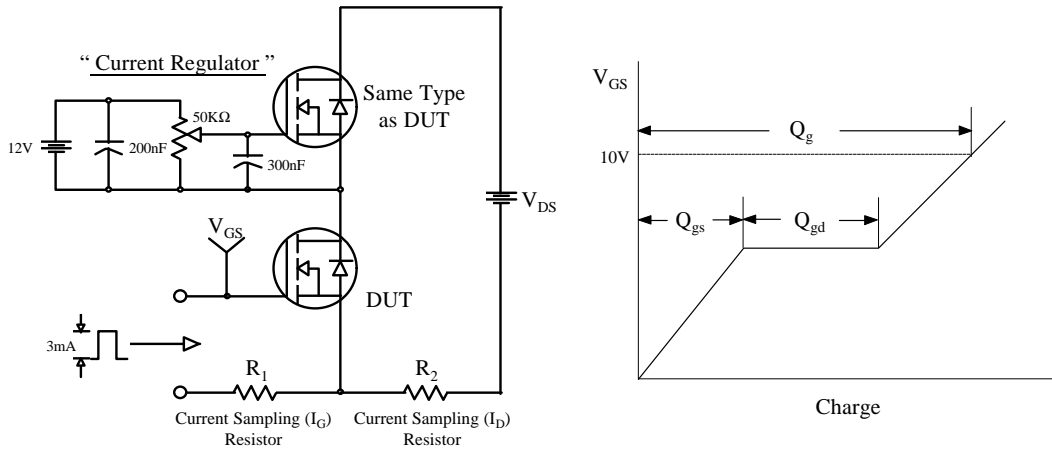 “ Current Regulator ”
Same Type
as DUT
50KΩ
12V
200nF
300nF
V_DS
V_GS
DUT
3mA
R_1
R_2
Current Sampling (I_G)
Resistor
Current Sampling (I_D)
Resistor
V_GS
Q_g
10V
Q_gs
Q_gd
Charge